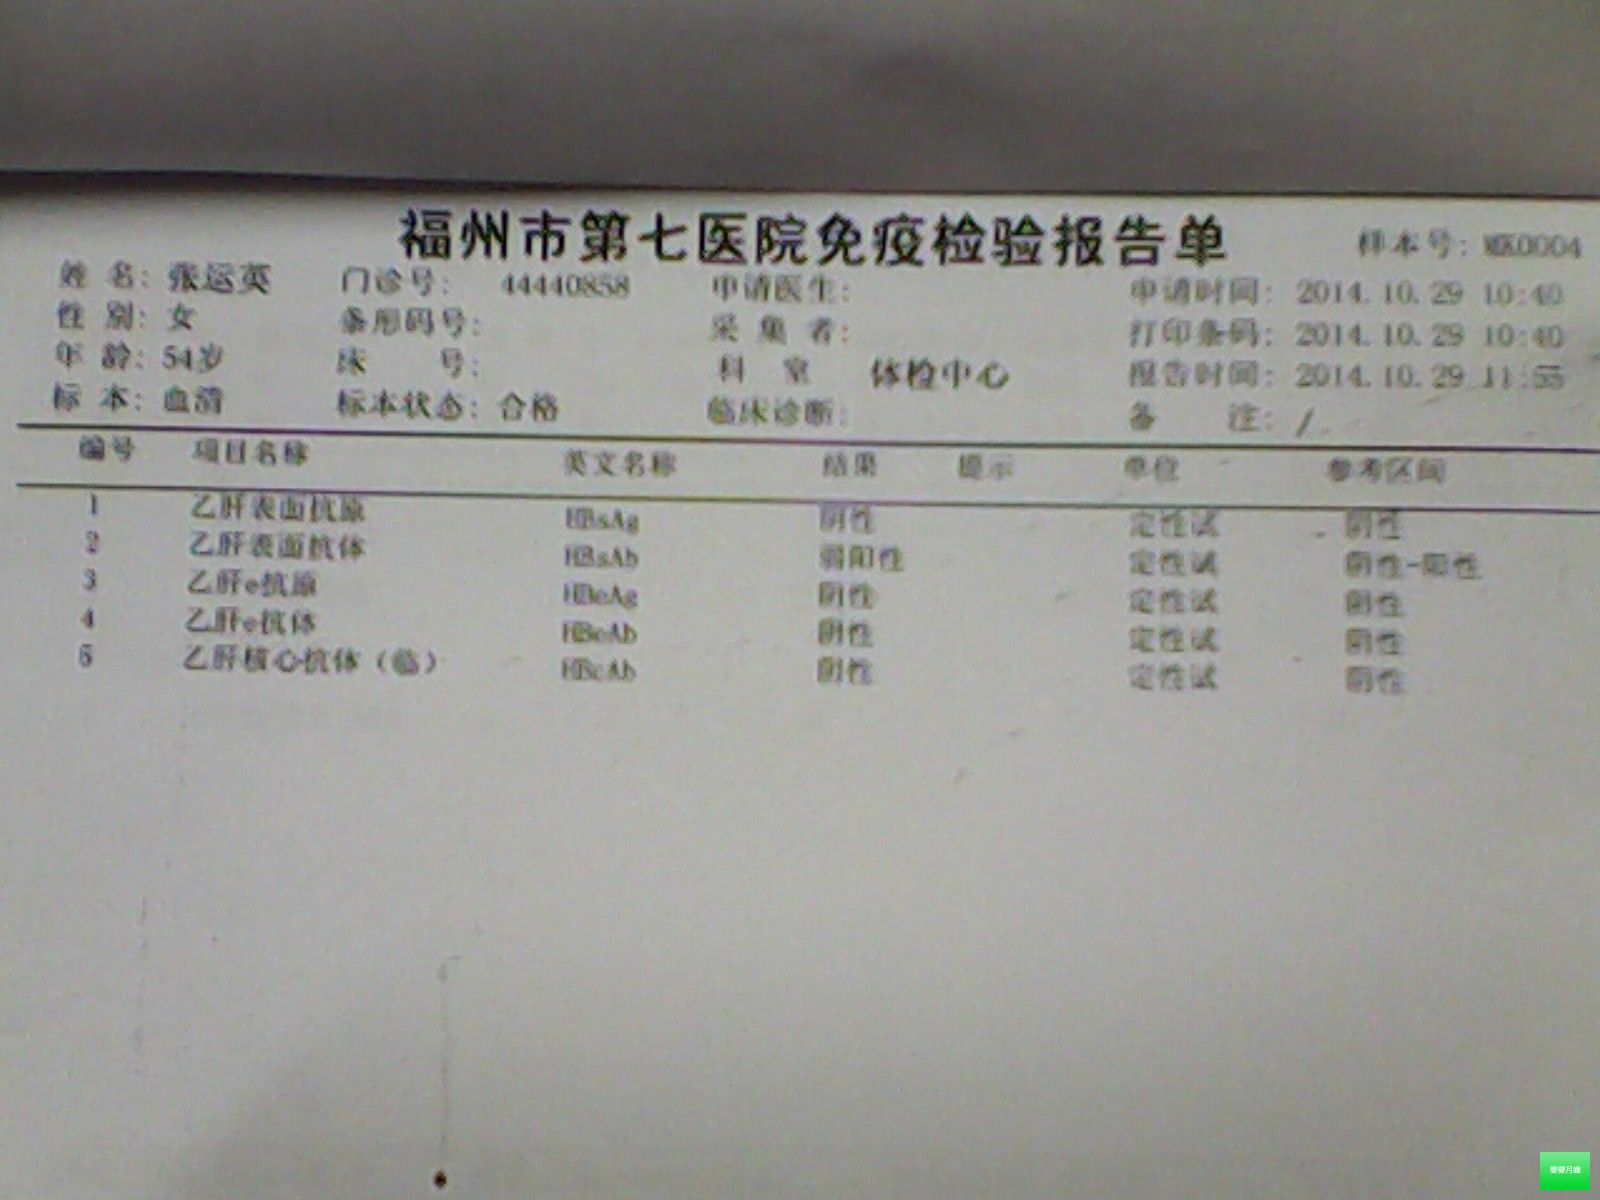 福州市第七医院免疫检验报告单
样本号: MK0004
姓 名: 张运英 门诊号: 44440858 申请医生: 申请时间: 2014.10.29 10:40
性 别: 女 条形码号: 采 集 者: 打印条码: 2014.10.29 10:40
年 龄: 54岁 床 号: 科 室 体检中心 报告时间: 2014.10.29 11:55
标 本: 血清 标本状态: 合格 临床诊断: 备 注: /
编号 项目名称 英文名称 结果 提示 单位 参考区间
1 乙肝表面抗原 HBsAg 阴性 定性试 阴性
2 乙肝表面抗体 HBsAb 弱阳性 定性试 阴性-阳性
3 乙肝e抗原 HBeAg 阴性 定性试 阴性
4 乙肝e抗体 HBeAb 阴性 定性试 阴性
5 乙肝核心抗体（临） HBcAb 阴性 定性试 阴性